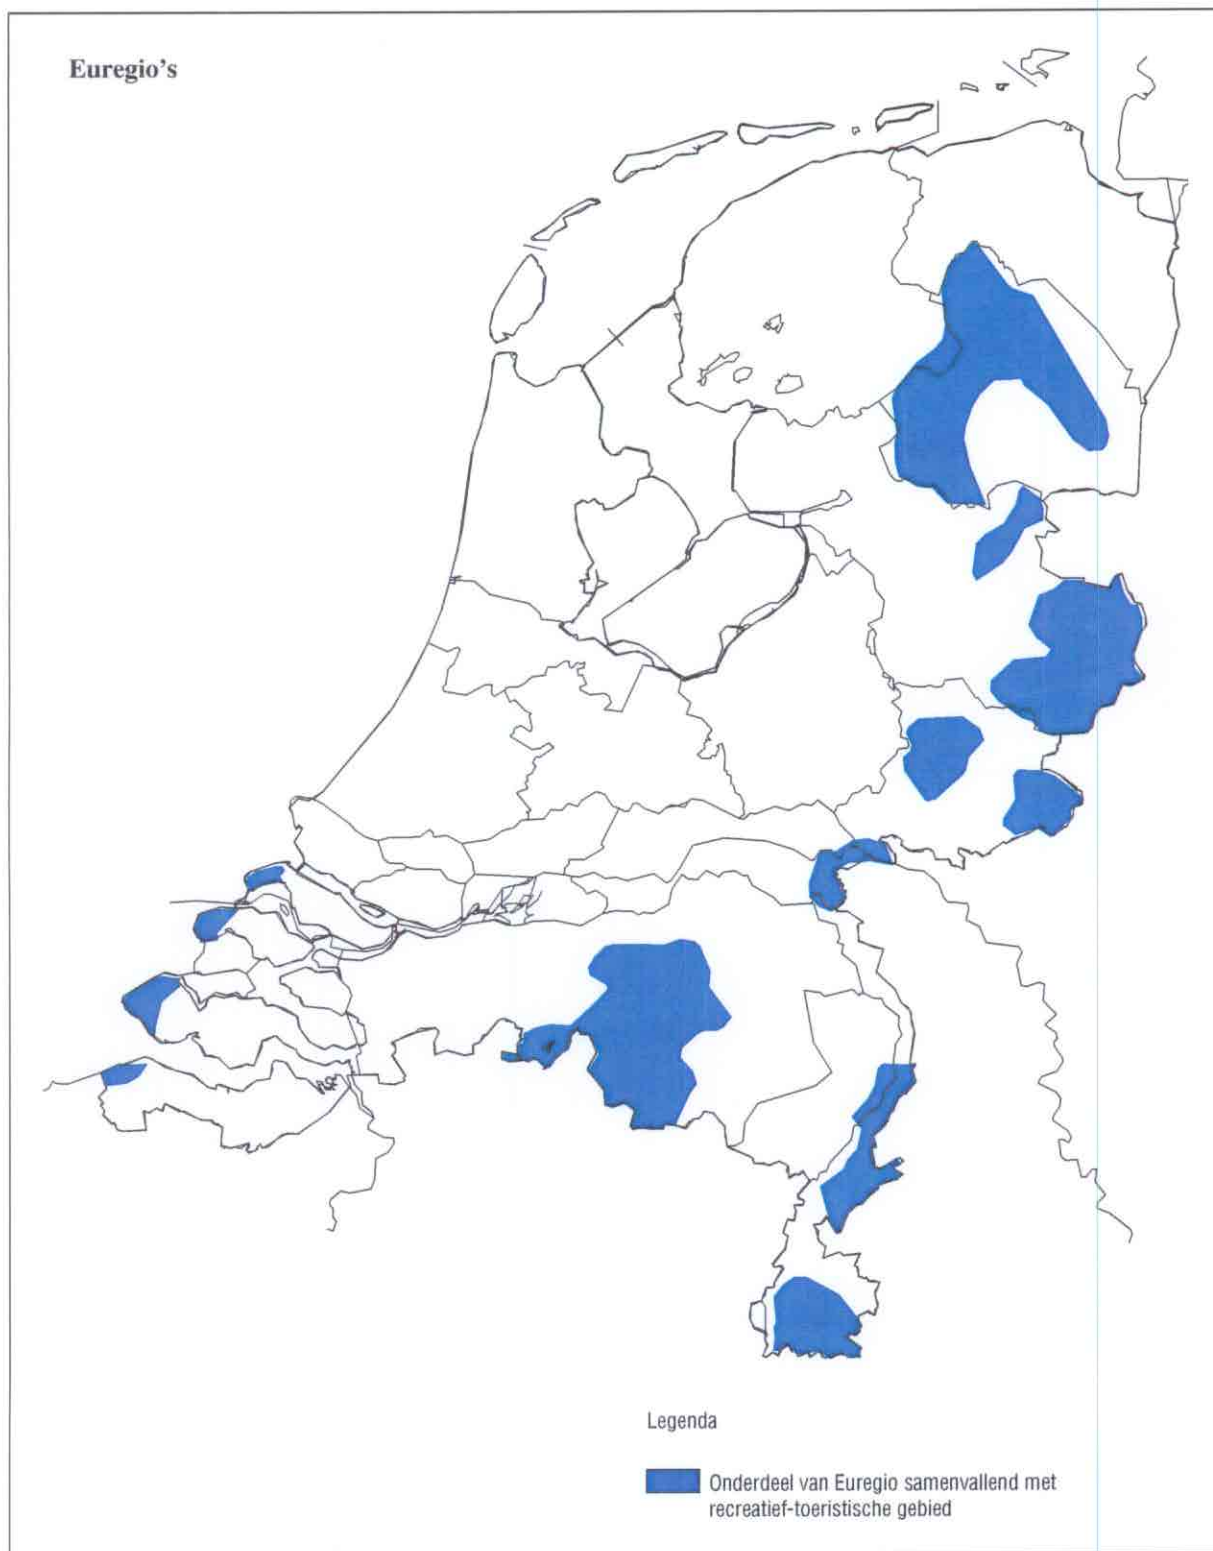 Euregio's
Legenda
Onderdeel van Euregio samenvallend met
recreatief-toeristische gebied